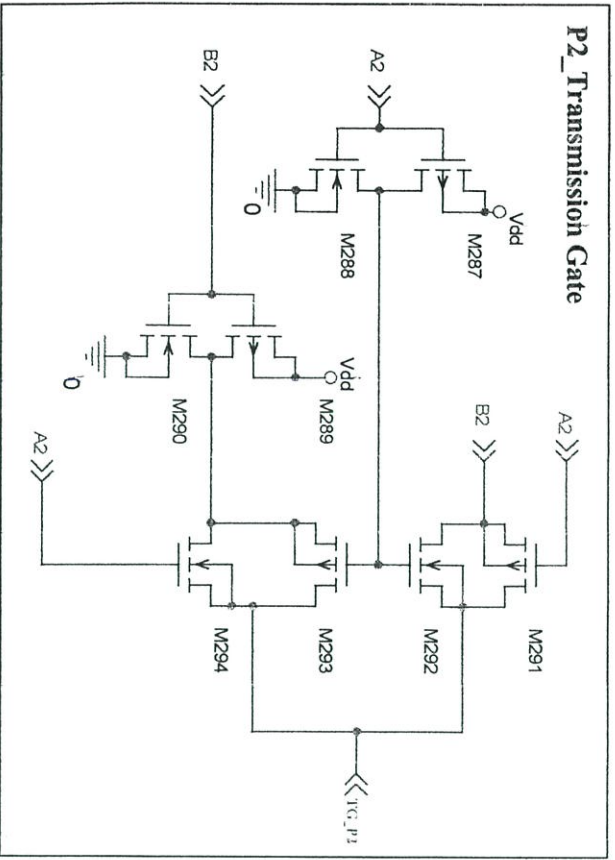 P2_Transmission Gate
A2
B2
Vdd
M287
M288
0
Vdd
M289
M290
0
A2
B2
A2
M291
M292
M293
M294
TG_P2